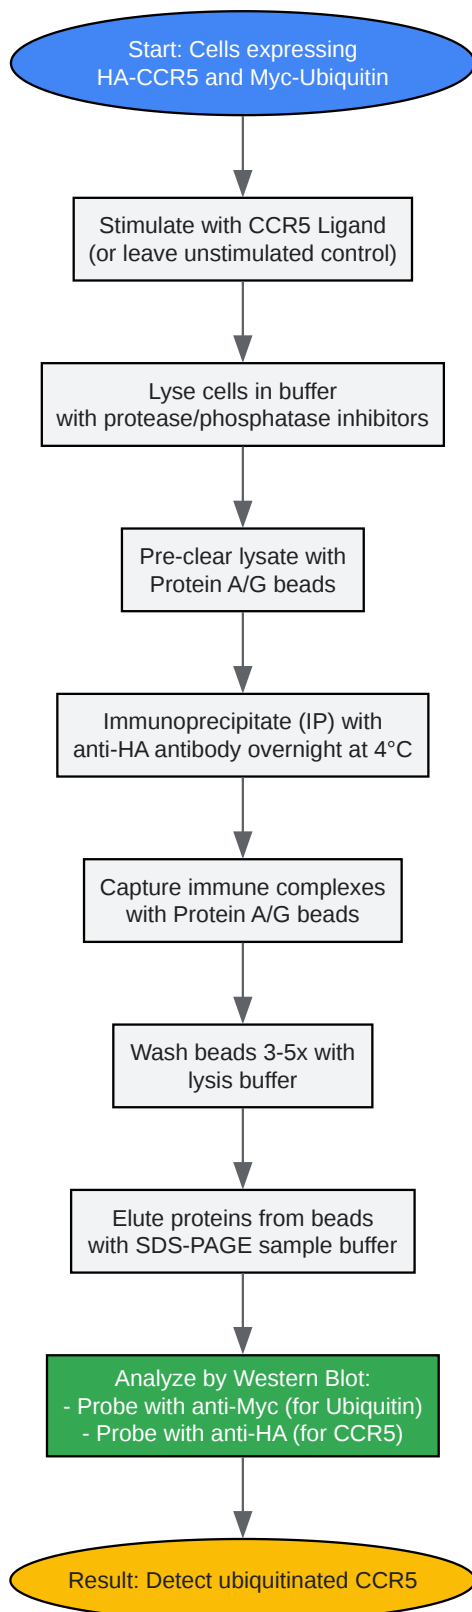 Start: Cells expressing
HA-CCR5 and Myc-Ubiquitin
Stimulate with CCR5 Ligand
(or leave unstimulated control)
Lyse cells in buffer
with protease/phosphatase inhibitors
Pre-clear lysate with
Protein A/G beads
Immunoprecipitate (IP) with
anti-HA antibody overnight at 4°C
Capture immune complexes
with Protein A/G beads
Wash beads 3-5x with
lysis buffer
Elute proteins from beads
with SDS-PAGE sample buffer
Analyze by Western Blot:
- Probe with anti-Myc (for Ubiquitin)
- Probe with anti-HA (for CCR5)
Result: Detect ubiquitinated CCR5